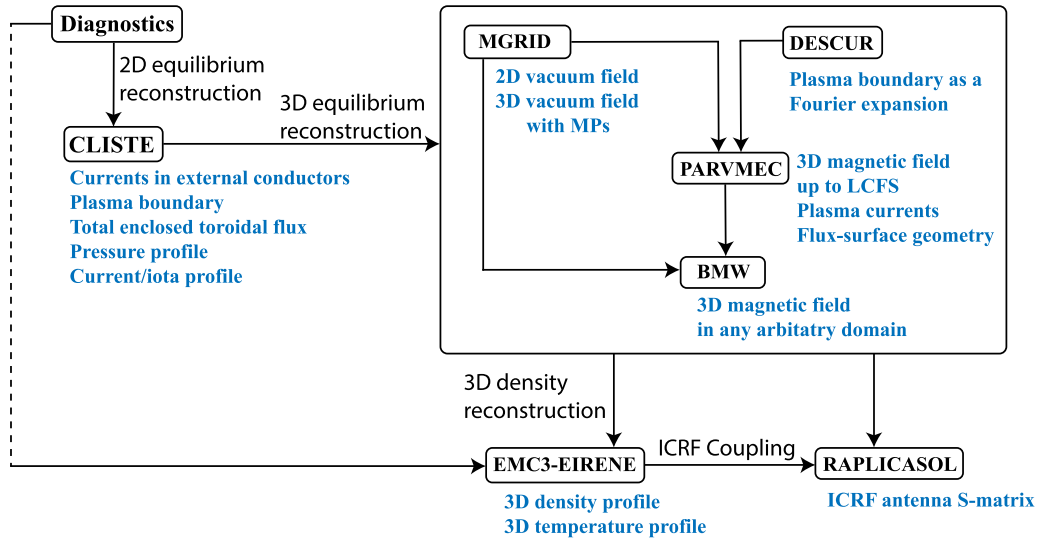 Diagnostics
2D equilibrium
reconstruction
CLISTE
Currents in external conductors
Plasma boundary
Total enclosed toroidal flux
Pressure profile
Current/iota profile
3D equilibrium
reconstruction
MGRID
2D vacuum field
3D vacuum field
with MPs
DESCUR
Plasma boundary as a
Fourier expansion
PARVMEC
3D magnetic field
up to LCFS
Plasma currents
Flux-surface geometry
BMW
3D magnetic field
in any arbitatry domain
3D density
reconstruction
EMC3-EIRENE
3D density profile
3D temperature profile
ICRF Coupling
RAPLICASOL
ICRF antenna S-matrix